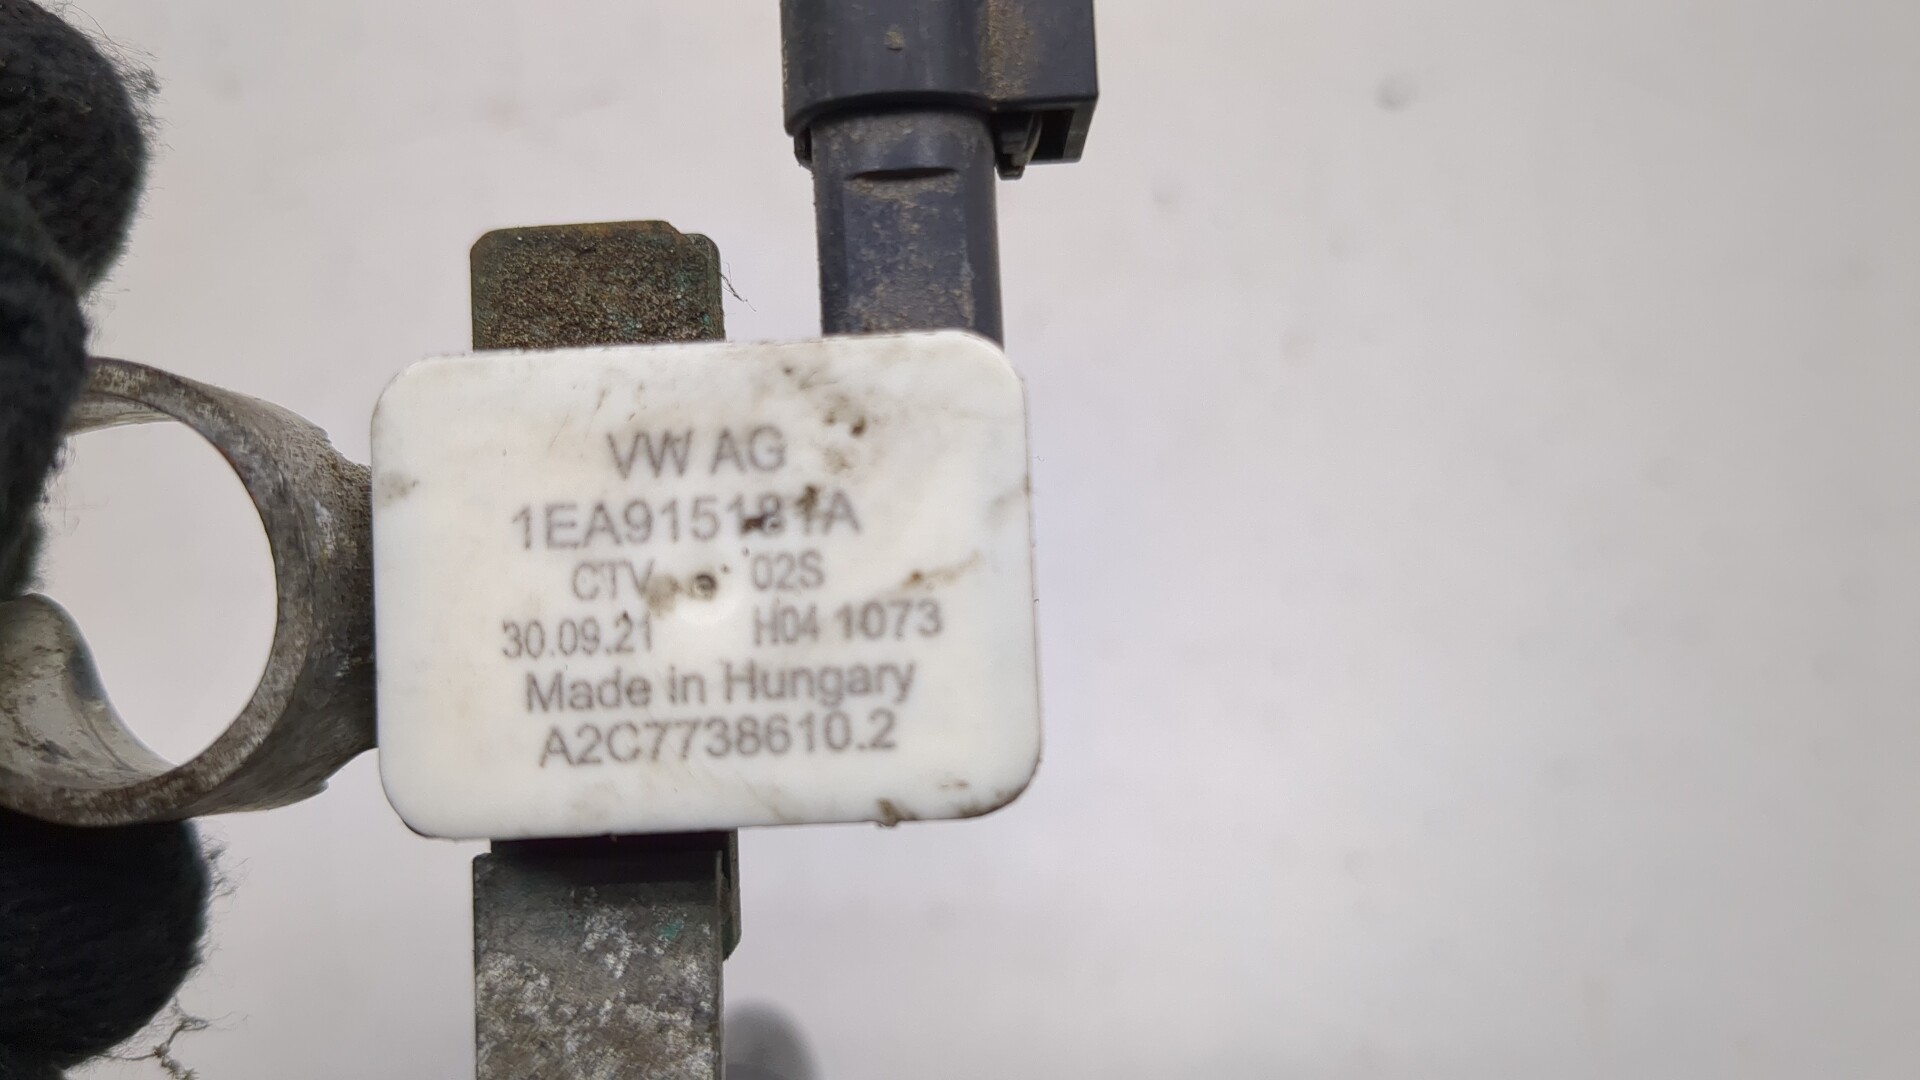 VW AG
1EA915181A
CTV 02S
30.09.21 H04 1073
Made in Hungary
A2C7738610.2